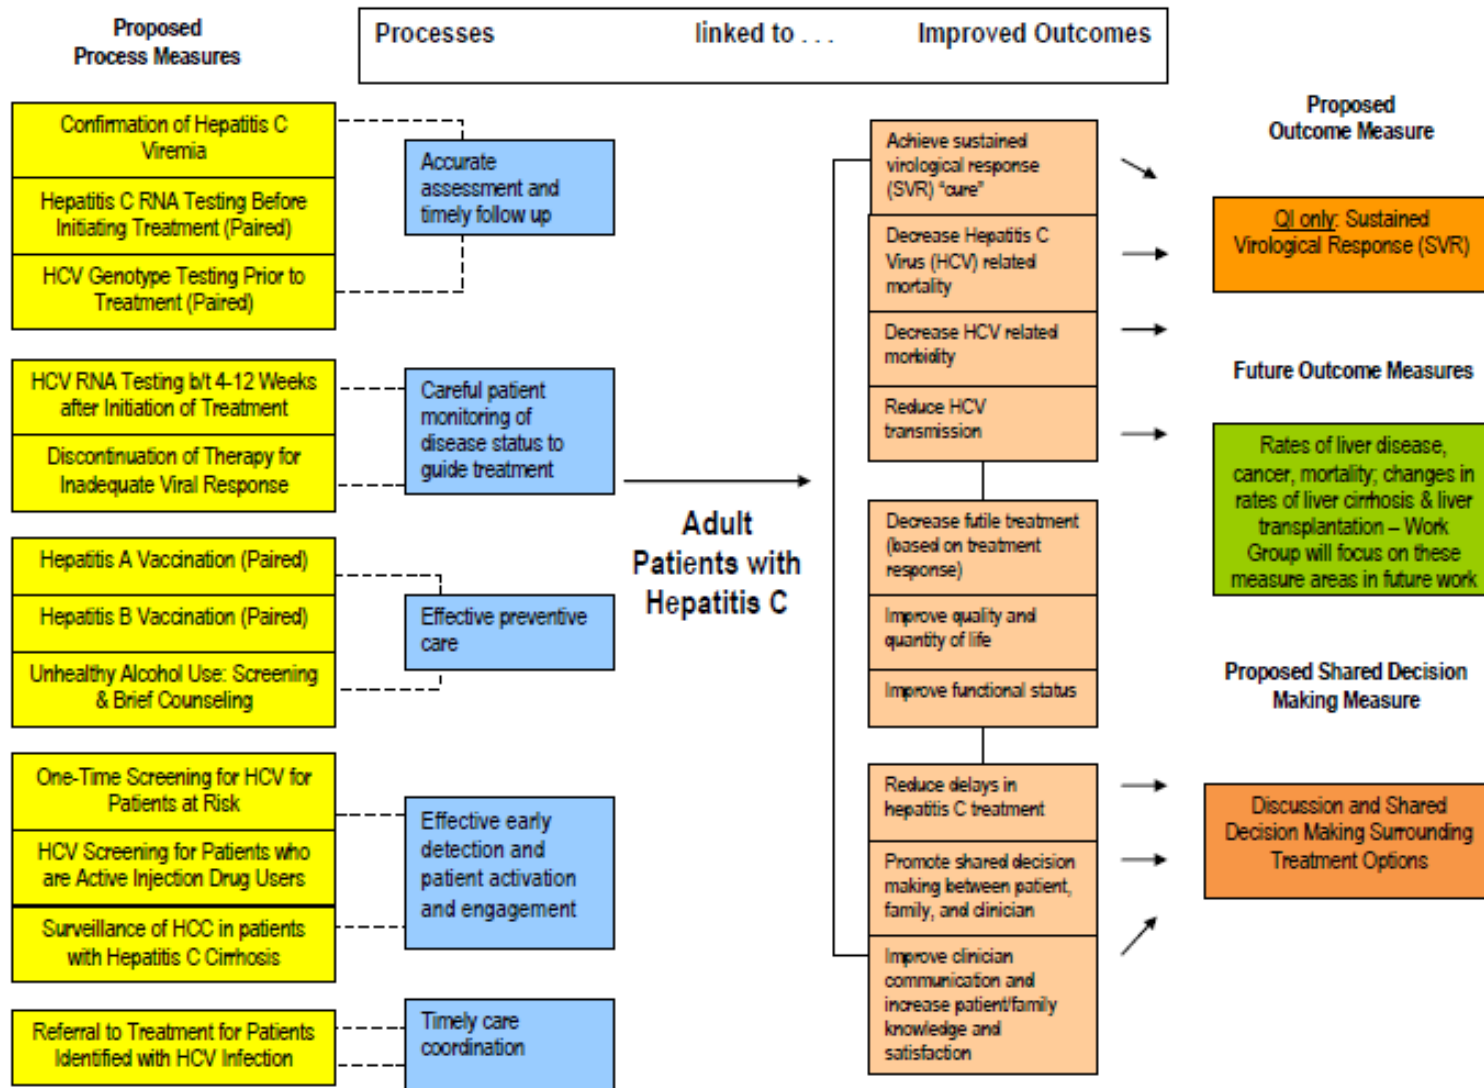 Proposed
Process Measures
Processes linked to . . . Improved Outcomes
Confirmation of Hepatitis C
Viremia
Hepatitis C RNA Testing Before
Initiating Treatment (Paired)
HCV Genotype Testing Prior to
Treatment (Paired)
HCV RNA Testing b/t 4-12 Weeks
after Initiation of Treatment
Discontinuation of Therapy for
Inadequate Viral Response
Hepatitis A Vaccination (Paired)
Hepatitis B Vaccination (Paired)
Unhealthy Alcohol Use: Screening
& Brief Counseling
One-Time Screening for HCV for
Patients at Risk
HCV Screening for Patients who
are Active Injection Drug Users
Surveillance of HCC in patients
with Hepatitis C Cirrhosis
Referral to Treatment for Patients
Identified with HCV Infection
Accurate
assessment and
timely follow up
Careful patient
monitoring of
disease status to
guide treatment
Effective preventive
care
Effective early
detection and
patient activation
and engagement
Timely care
coordination
Adult
Patients with
Hepatitis C
Achieve sustained
virological response
(SVR) “cure”
Decrease Hepatitis C
Virus (HCV) related
mortality
Decrease HCV related
morbidity
Reduce HCV
transmission
Decrease futile treatment
(based on treatment
response)
Improve quality and
quantity of life
Improve functional status
Reduce delays in
hepatitis C treatment
Promote shared decision
making between patient,
family, and clinician
Improve clinician
communication and
increase patient/family
knowledge and
satisfaction
Proposed
Outcome Measure
QI only: Sustained
Virological Response (SVR)
Future Outcome Measures
Rates of liver disease,
cancer, mortality; changes in
rates of liver cirrhosis & liver
transplantation – Work
Group will focus on these
measure areas in future work
Proposed Shared Decision
Making Measure
Discussion and Shared
Decision Making Surrounding
Treatment Options